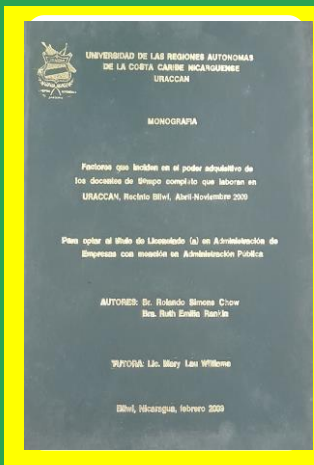 UNIVERSIDAD DE LAS REGIONES AUTONOMAS
DE LA COSTA CARIBE NICARGUENSE
URACCAN
MONOGRAFIA
Factores que inciden en el poder adquisitivo de
los docentes de tiempo completo que laboran en
URACCAN, Recinto Bilwi, Abril-Noviembre
Para optar al título de Licenciado (a) en Administración de
Empresas con mención en Administración Pública
AUTORES: Br. Rolando Simons Chow
Bra. Ruth Emilia Rankin
TUTORA: Lic. Mary Lau Williams
Bilwi, Nicaragua, febrero 2009